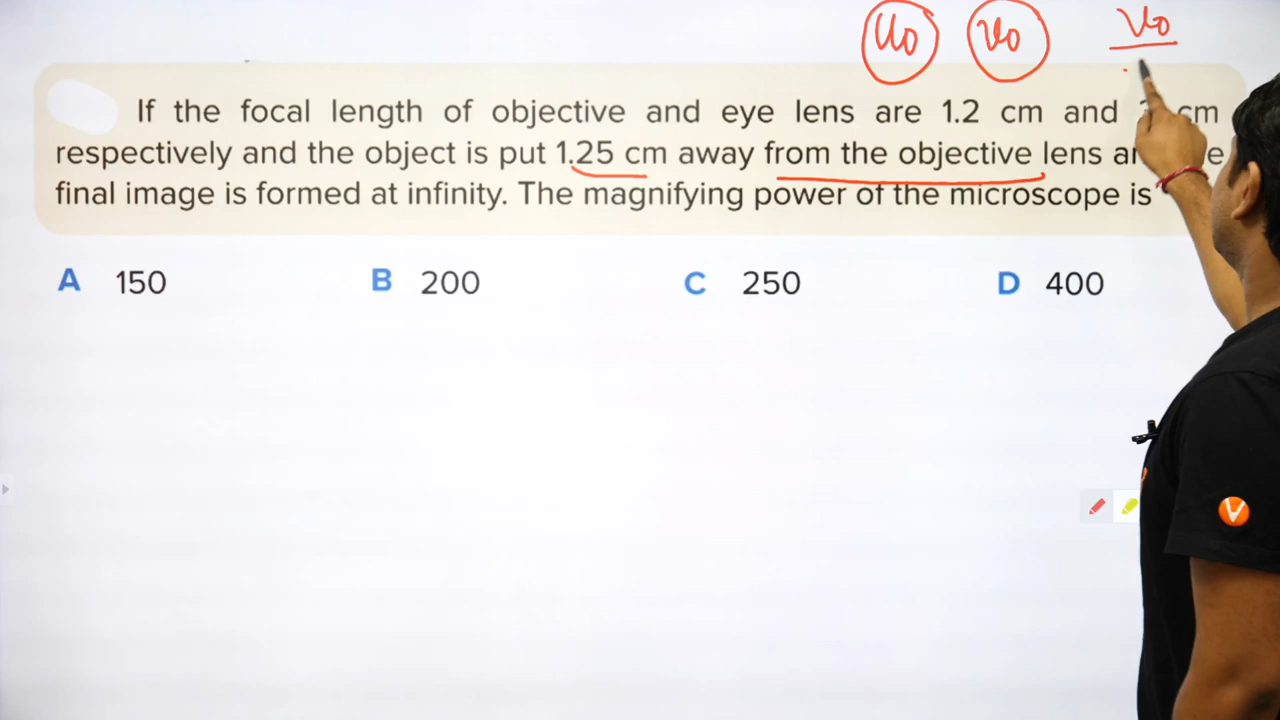 u₀ v₀ v₀
If the focal length of objective and eye lens are 1.2 cm and cm
respectively and the object is put 1.25 cm away from the objective lens
final image is formed at infinity. The magnifying power of the microscope is
A 150 B 200 C 250 D 400